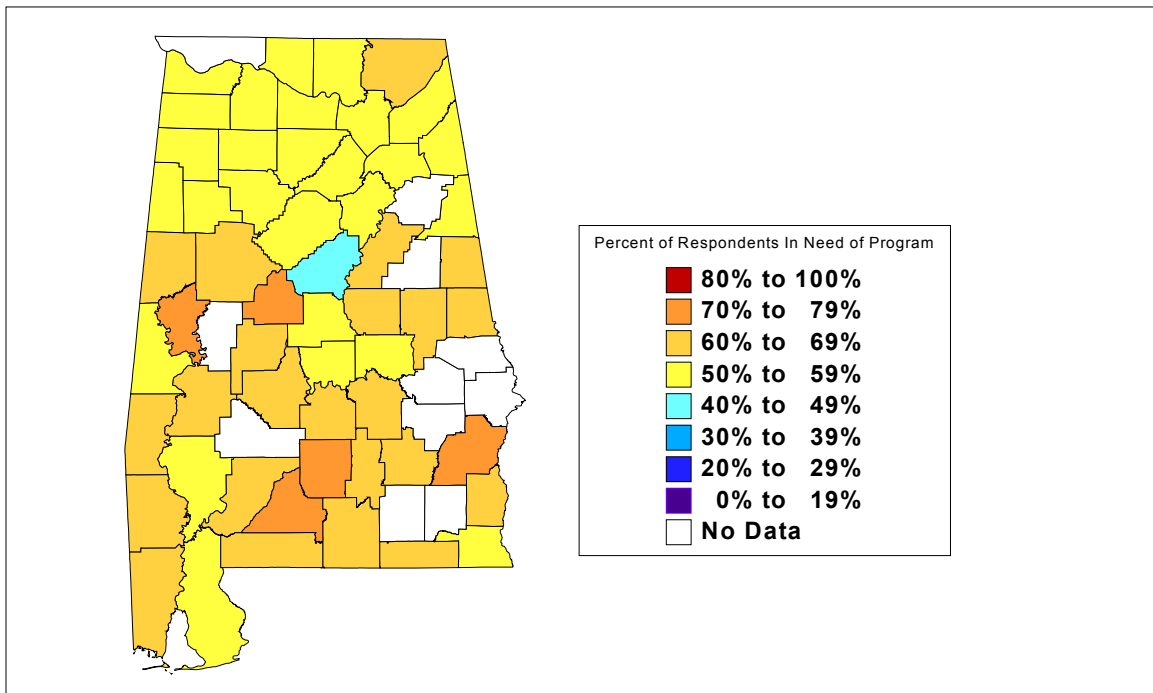 Percent of Respondents In Need of Program
80% to 100%
70% to 79%
60% to 69%
50% to 59%
40% to 49%
30% to 39%
20% to 29%
0% to 19%
No Data